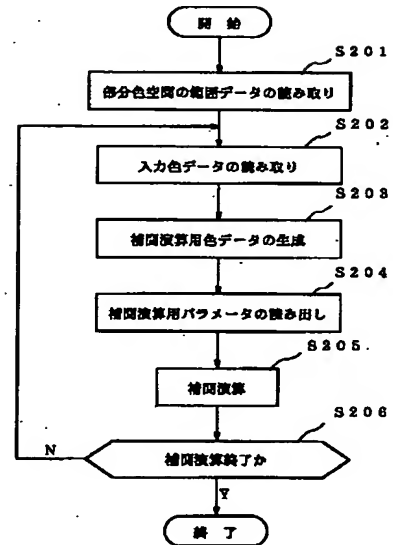 開 始
S201
部分色空間の範囲データの読み取り
S202
入力色データの読み取り
S203
補間演算用色データの生成
S204
補間演算用パラメータの読み出し
S205
補間演算
S206
補間演算終了か
N
Y
終 了